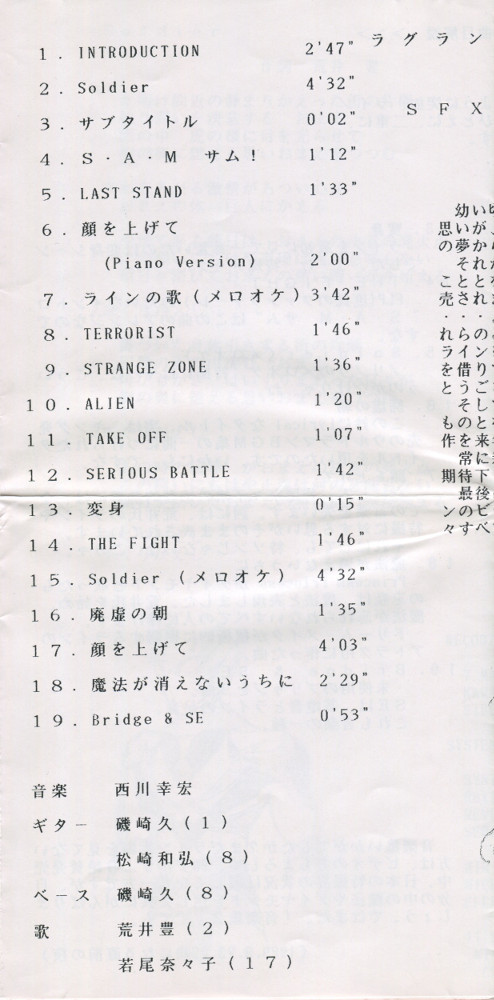 1. INTRODUCTION 2'47"
2. Soldier 4'32"
3. サブタイトル 0'02"
4. S・A・M サム! 1'12"
5. LAST STAND 1'33"
6. 顔を上げて
(Piano Version) 2'00"
7. ラインの歌(メロオケ) 3'42"
8. TERRORIST 1'46"
9. STRANGE ZONE 1'36"
10. ALIEN 1'20"
11. TAKE OFF 1'07"
12. SERIOUS BATTLE 1'42"
13. 変身 0'15"
14. THE FIGHT 1'46"
15. Soldier (メロオケ) 4'32"
16.廃虚の朝 1'35"
17. 顔を上げて 4'03"
18. 魔法が消えないうちに 2'29"
19. Bridge & SE 0'53"
音楽 西川幸宏
ギター 磯崎久(1)
松崎和弘(8)
ベース 磯崎久(8)
歌 荒井豊(2)
若尾奈々子(17)
ラグラン
SFX
幼い
思いが
の夢か
それ
ことと
売され
・・・
れらの
ライン
を借り
とうご
そし
ものと
作を来
常に
期待下
最後
ンのビ
々すべ